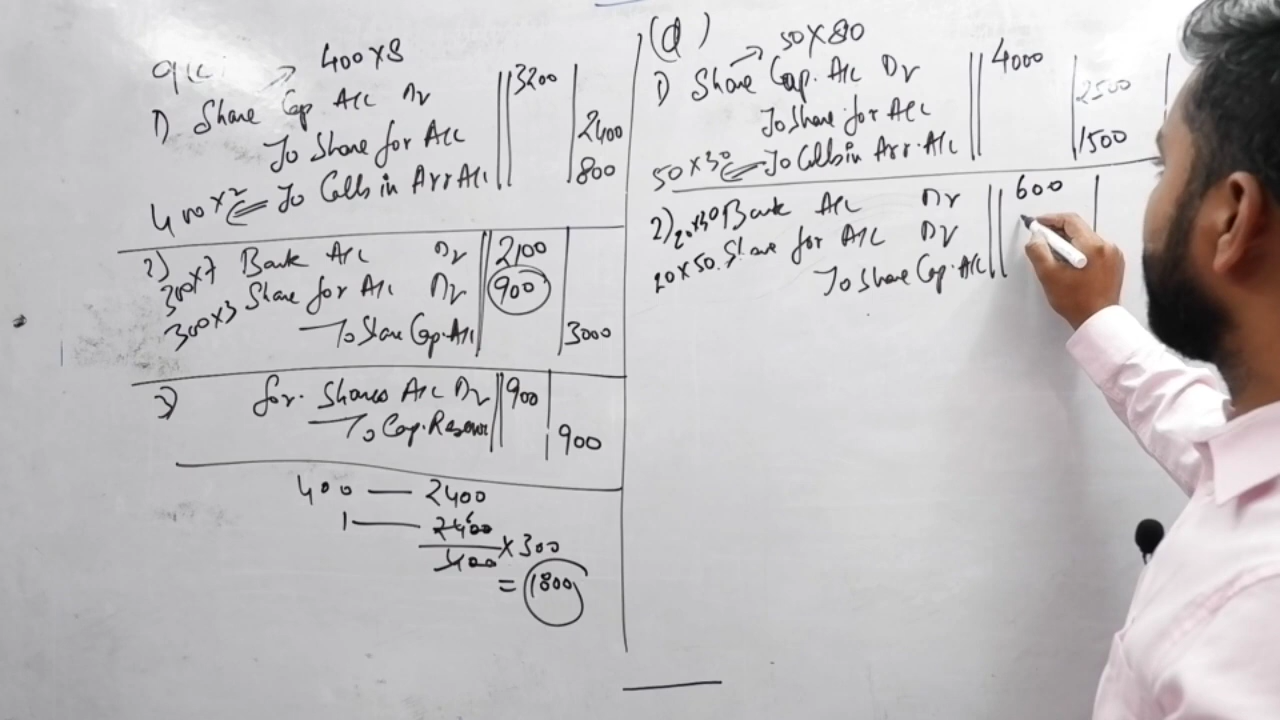 9(c)
400×8
1) Share Cap A/c Dr 3200
To Share for A/c 2400
400×2 To Calls in Arr A/c 800
2) 300×7 Bank A/c Dr 2100
300×3 Share for A/c Dr 900
To Share Cap. A/c 3000
3) for. Shares A/c Dr 900
To Cap. Reserve 900
400 — 2400
1 — 2400
400 ×300
= 1800
(d)
50×80
1) Share Cap. A/c Dr 4000
To Share for A/c 2500
50×30 To Calls in Arr. A/c 1500
2) 20×30 Bank A/c Dr 600
20×50. Share for A/c Dr
To Share Cap. A/c